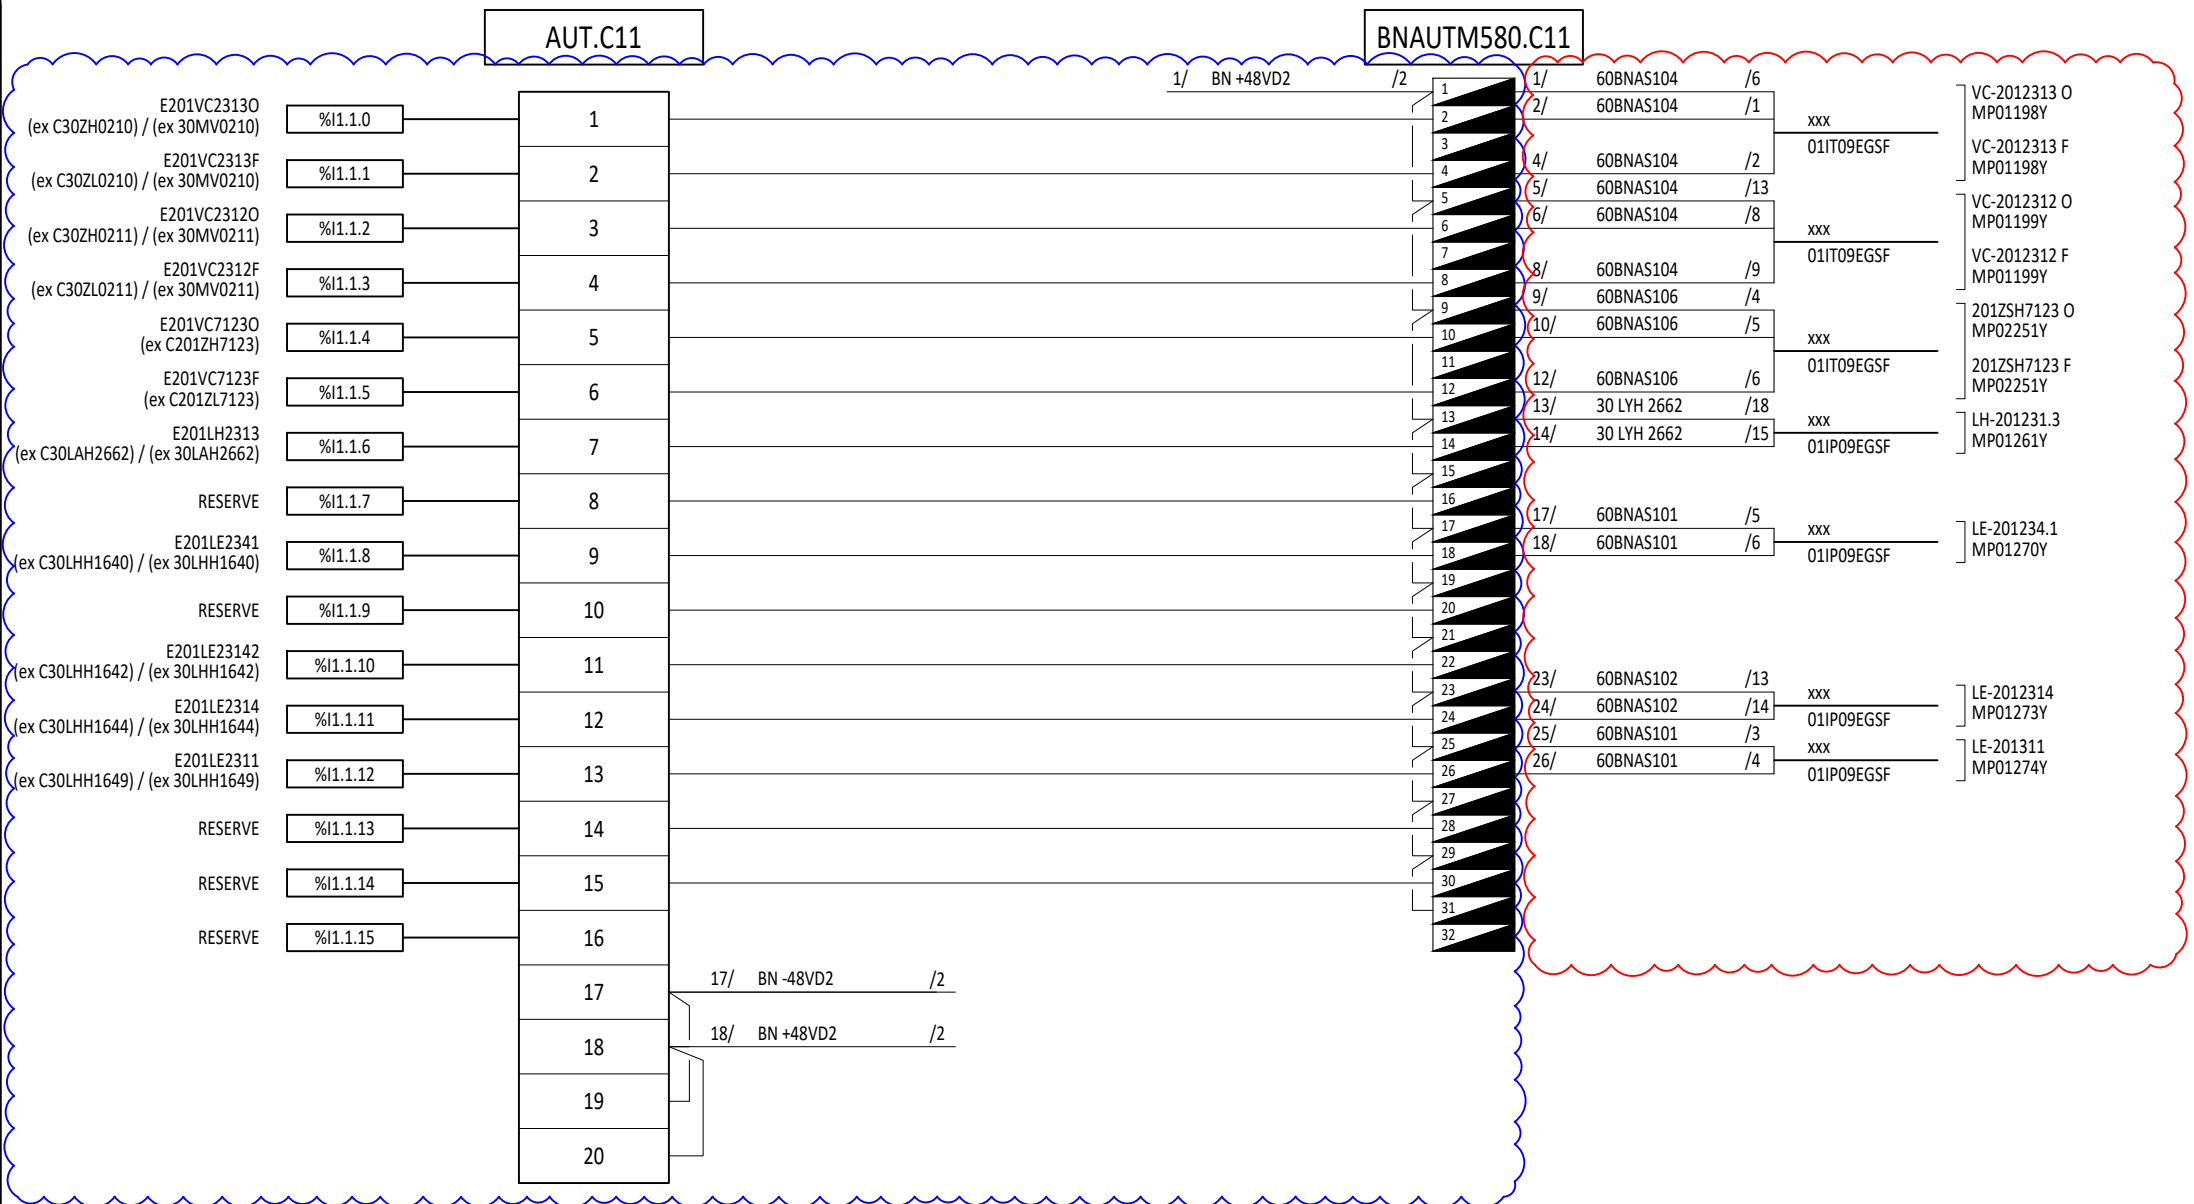 AUT.C11
BNAUTM580.C11
E201VC2313O
(ex C30ZH0210) / (ex 30MV0210)
%I1.1.0
1
E201VC2313F
(ex C30ZL0210) / (ex 30MV0210)
%I1.1.1
2
E201VC2312O
(ex C30ZH0211) / (ex 30MV0211)
%I1.1.2
3
E201VC2312F
(ex C30ZL0211) / (ex 30MV0211)
%I1.1.3
4
E201VC7123O
(ex C201ZH7123)
%I1.1.4
5
E201VC7123F
(ex C201ZL7123)
%I1.1.5
6
E201LH2313
(ex C30LAH2662) / (ex 30LAH2662)
%I1.1.6
7
RESERVE
%I1.1.7
8
E201LE2341
(ex C30LHH1640) / (ex 30LHH1640)
%I1.1.8
9
RESERVE
%I1.1.9
10
E201LE23142
(ex C30LHH1642) / (ex 30LHH1642)
%I1.1.10
11
E201LE2314
(ex C30LHH1644) / (ex 30LHH1644)
%I1.1.11
12
E201LE2311
(ex C30LHH1649) / (ex 30LHH1649)
%I1.1.12
13
RESERVE
%I1.1.13
14
RESERVE
%I1.1.14
15
RESERVE
%I1.1.15
16
17
17/ BN -48VD2 /2
18
18/ BN +48VD2 /2
19
20
1/ BN +48VD2 /2
1
2
3
4
5
6
7
8
9
10
11
12
13
14
15
16
17
18
19
20
21
22
23
24
25
26
27
28
29
30
31
32
1/ 60BNAS104 /6
2/ 60BNAS104 /1
4/ 60BNAS104 /2
xxx
01IT09EGSF
VC-2012313 O
MP01198Y
VC-2012313 F
MP01198Y
5/ 60BNAS104 /13
6/ 60BNAS104 /8
8/ 60BNAS104 /9
xxx
01IT09EGSF
VC-2012312 O
MP01199Y
VC-2012312 F
MP01199Y
9/ 60BNAS106 /4
10/ 60BNAS106 /5
12/ 60BNAS106 /6
xxx
01IT09EGSF
201ZSH7123 O
MP02251Y
201ZSH7123 F
MP02251Y
13/ 30 LYH 2662 /18
14/ 30 LYH 2662 /15
xxx
01IP09EGSF
LH-201231.3
MP01261Y
17/ 60BNAS101 /5
18/ 60BNAS101 /6
xxx
01IP09EGSF
LE-201234.1
MP01270Y
23/ 60BNAS102 /13
24/ 60BNAS102 /14
xxx
01IP09EGSF
LE-2012314
MP01273Y
25/ 60BNAS101 /3
26/ 60BNAS101 /4
xxx
01IP09EGSF
LE-201311
MP01274Y